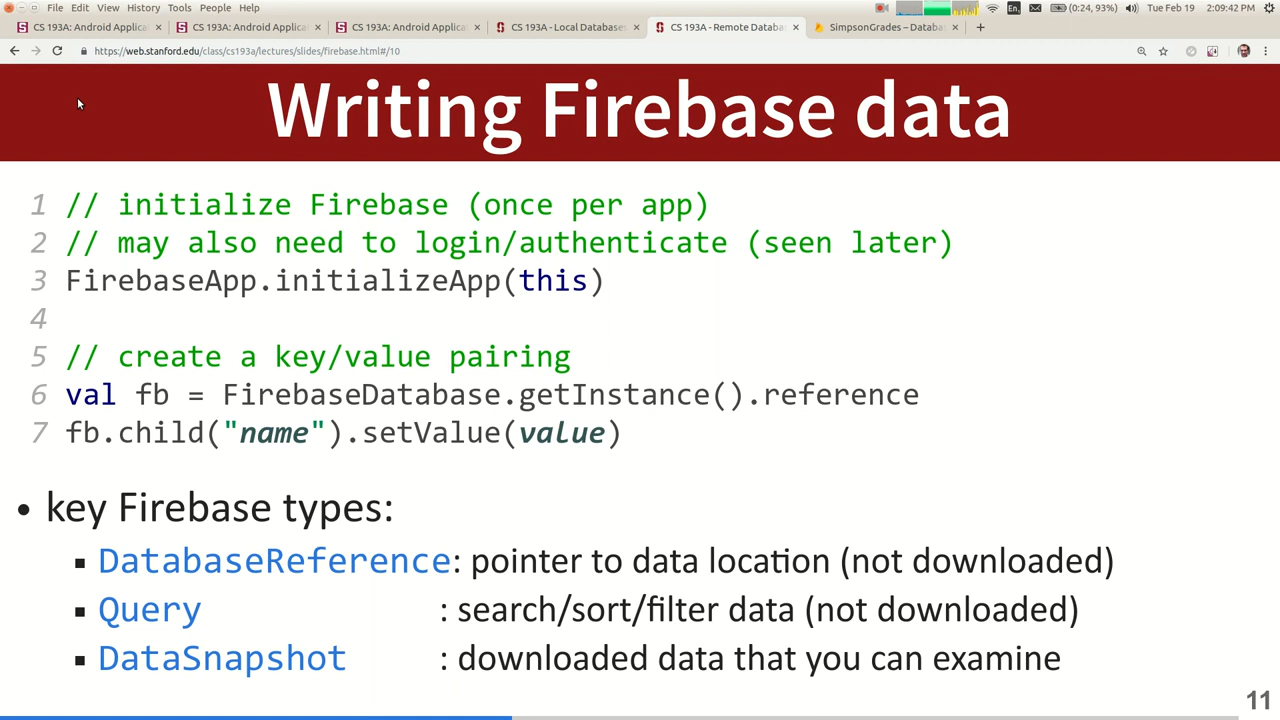 File Edit View History Tools People Help
En (0:24, 93%) Tue Feb 19 2:09:42 PM
CS 193A: Android Applica CS 193A: Android Applica CS 193A: Android Applica CS 193A - Local Databases CS 193A - Remote Databa SimpsonGrades – Databa
https://web.stanford.edu/class/cs193a/lectures/slides/firebase.html#/10
Writing Firebase data
1 // initialize Firebase (once per app)
2 // may also need to login/authenticate (seen later)
3 FirebaseApp.initializeApp(this)
4
5 // create a key/value pairing
6 val fb = FirebaseDatabase.getInstance().reference
7 fb.child("name").setValue(value)
• key Firebase types:
▪ DatabaseReference: pointer to data location (not downloaded)
▪ Query : search/sort/filter data (not downloaded)
▪ DataSnapshot : downloaded data that you can examine
11